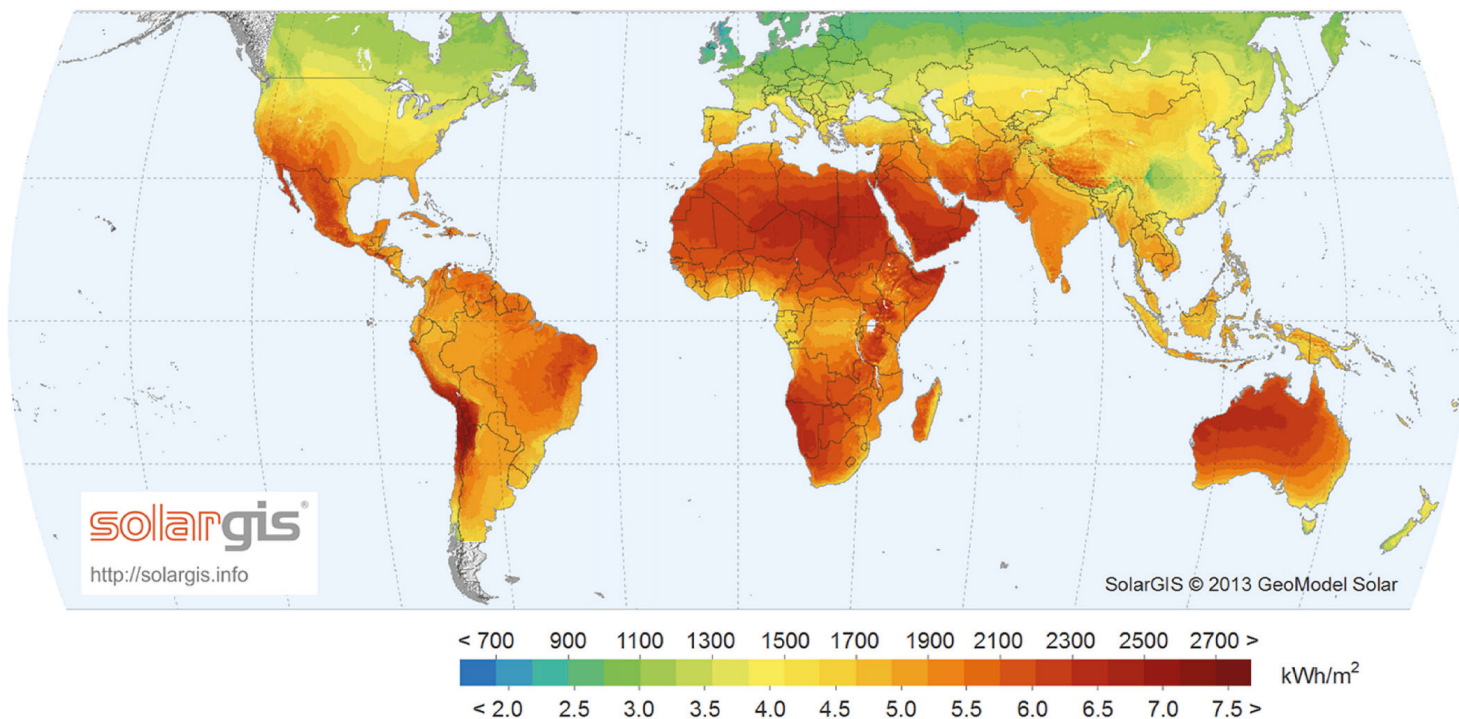 solargis®
http://solargis.info
SolarGIS © 2013 GeoModel Solar
< 700 900 1100 1300 1500 1700 1900 2100 2300 2500 2700 >
kWh/m²
< 2.0 2.5 3.0 3.5 4.0 4.5 5.0 5.5 6.0 6.5 7.0 7.5 >